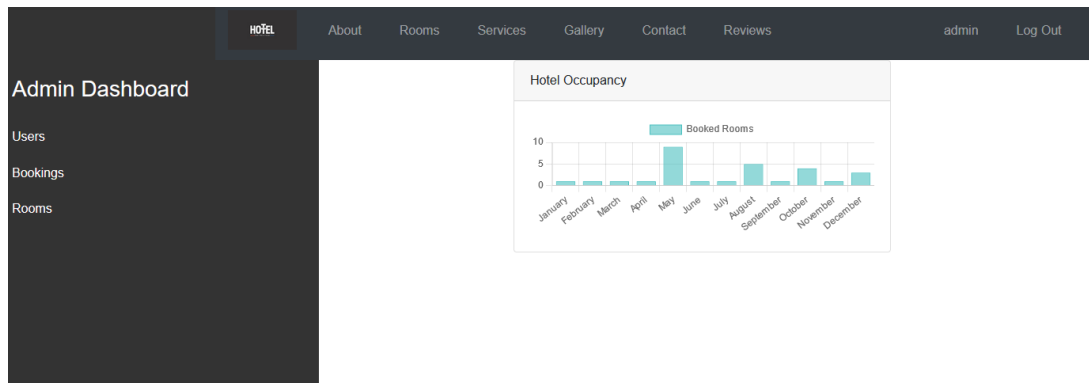 HOTEL About Rooms Services Gallery Contact Reviews admin Log Out
Admin Dashboard
Users
Bookings
Rooms
Hotel Occupancy
Booked Rooms
10
5
0
January February March April May June July August September October November December